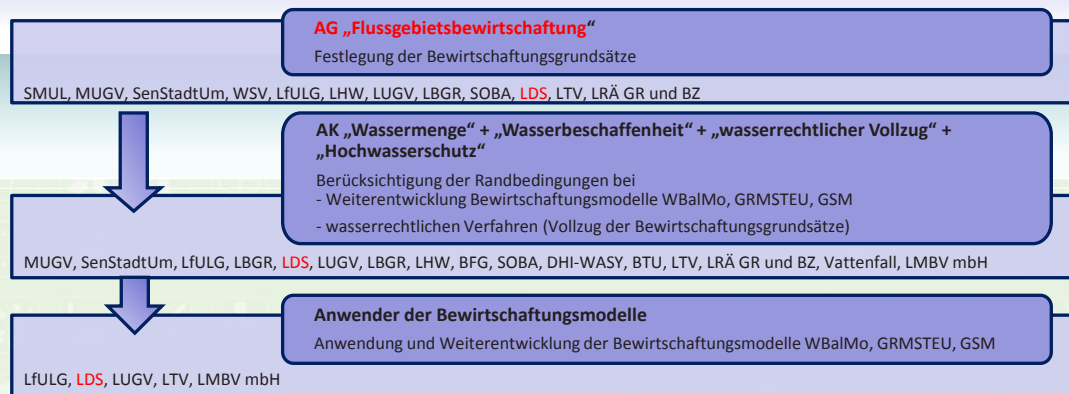 AG „Flussgebietsbewirtschaftung“
Festlegung der Bewirtschaftungsgrundsätze
SMUL, MUGV, SenStadtUm, WSV, LfULG, LHW, LUGV, LBGR, SOBA, LDS, LTV, LRÄ GR und BZ
AK „Wassermenge“ + „Wasserbeschaffenheit“ + „wasserrechtlicher Vollzug“ +
„Hochwasserschutz“
Berücksichtigung der Randbedingungen bei
- Weiterentwicklung Bewirtschaftungsmodelle WBalMo, GRMSTEU, GSM
- wasserrechtlichen Verfahren (Vollzug der Bewirtschaftungsgrundsätze)
MUGV, SenStadtUm, LfULG, LBGR, LDS, LUGV, LBGR, LHW, BFG, SOBA, DHI-WASY, BTU, LTV, LRÄ GR und BZ, Vattenfall, LMBV mbH
Anwender der Bewirtschaftungsmodelle
Anwendung und Weiterentwicklung der Bewirtschaftungsmodelle WBalMo, GRMSTEU, GSM
LfULG, LDS, LUGV, LTV, LMBV mbH